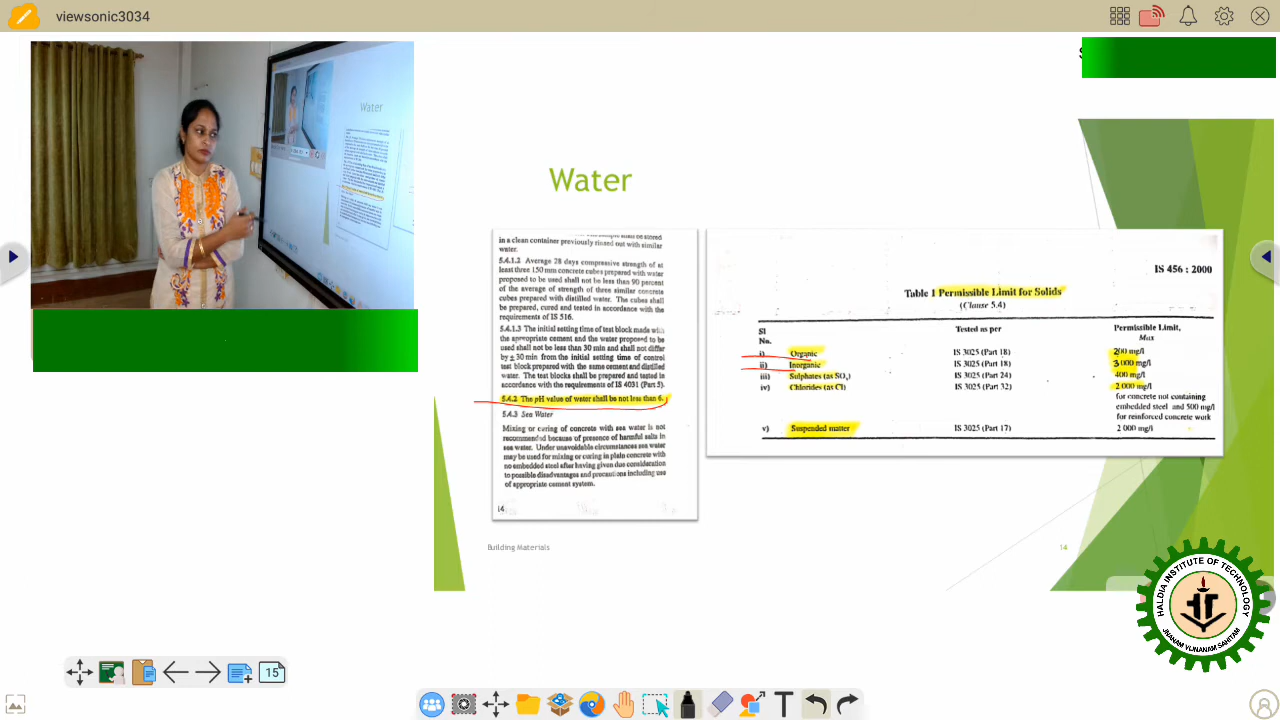 viewsonic3034
Water
Water
in a clean container previously rinsed out with similar
water.
5.4.1.2 Average 28 days compressive strength of at
least three 150 mm concrete cubes prepared with water
proposed to be used shall not be less than 90 percent
of the average of strength of three similar concrete
cubes prepared with distilled water. The cubes shall
be prepared, cured and tested in accordance with the
requirements of IS 516.
5.4.1.3 The initial setting time of test block made with
the appropriate cement and the water proposed to be
used shall not be less than 30 min and shall not differ
by ± 30 min from the initial setting time of control
test block prepared with the same cement and distilled
water. The test blocks shall be prepared and tested in
accordance with the requirements of IS 4031 (Part 5).
5.4.2 The pH value of water shall be not less than 6.
5.4.3 Sea Water
Mixing or curing of concrete with sea water is not
recommended because of presence of harmful salts in
sea water. Under unavoidable circumstances sea water
may be used for mixing or curing in plain concrete with
no embedded steel after having given due consideration
to possible disadvantages and precautions including use
of appropriate cement system.
14
IS 456 : 2000
Table 1 Permissible Limit for Solids
(Clause 5.4)
Sl No. Tested as per Permissible Limit, Max
i) Organic IS 3025 (Part 18) 200 mg/l
ii) Inorganic IS 3025 (Part 18) 3 000 mg/l
iii) Sulphates (as SO3) IS 3025 (Part 24) 400 mg/l
iv) Chlorides (as Cl) IS 3025 (Part 32) 2 000 mg/l
for concrete not containing
embedded steel and 500 mg/l
for reinforced concrete work
v) Suspended matter IS 3025 (Part 17) 2 000 mg/l
Building Materials
14
HALDIA INSTITUTE OF TECHNOLOGY
JNANAM VIJNANAM SAHITAM
15